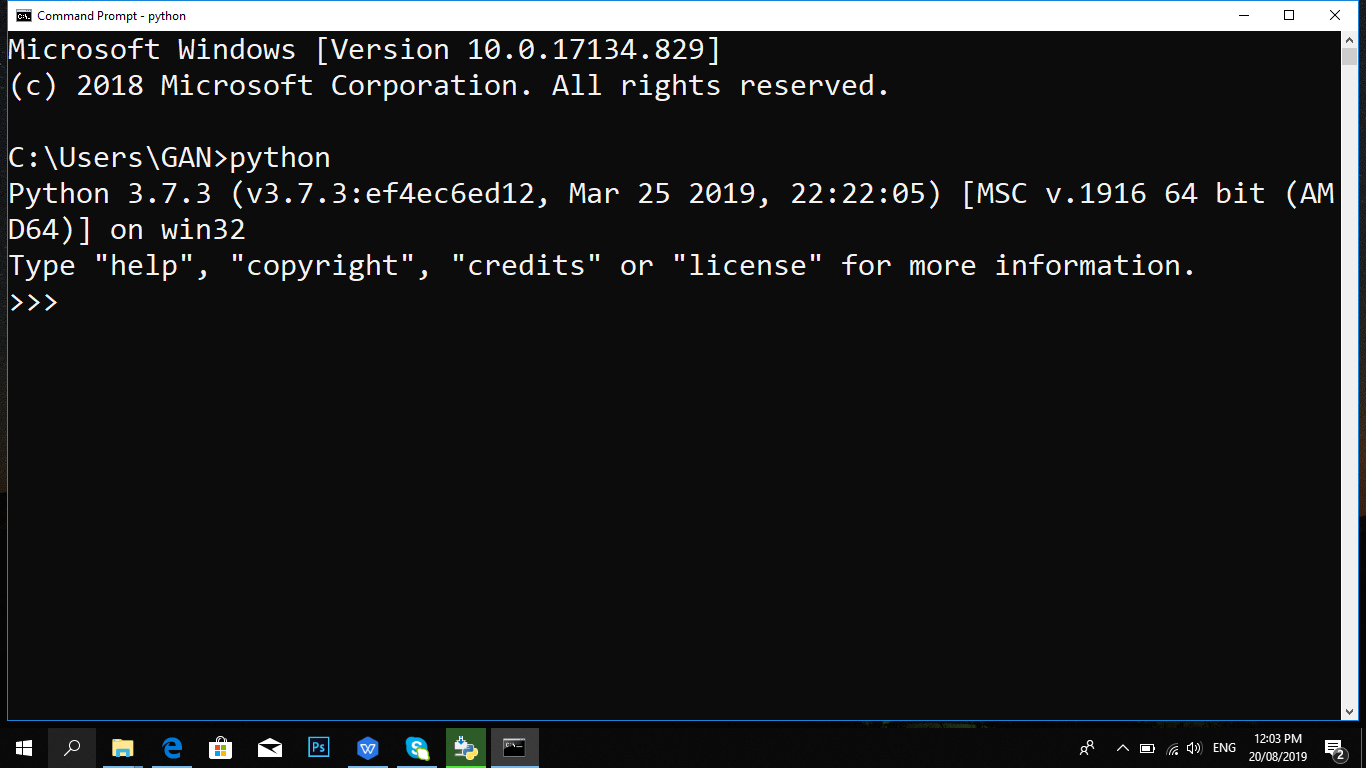 Command Prompt - python
Microsoft Windows [Version 10.0.17134.829]
(c) 2018 Microsoft Corporation. All rights reserved.
C:\Users\GAN>python
Python 3.7.3 (v3.7.3:ef4ec6ed12, Mar 25 2019, 22:22:05) [MSC v.1916 64 bit (AM
D64)] on win32
Type "help", "copyright", "credits" or "license" for more information.
>>>
Ps
W
S
ENG
12:03 PM
20/08/2019
2